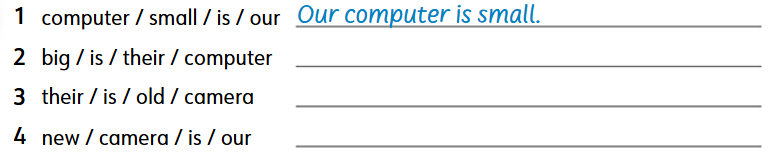 1 computer / small / is / our Our computer is small.
2 big / is / their / computer
3 their / is / old / camera
4 new / camera / is / our